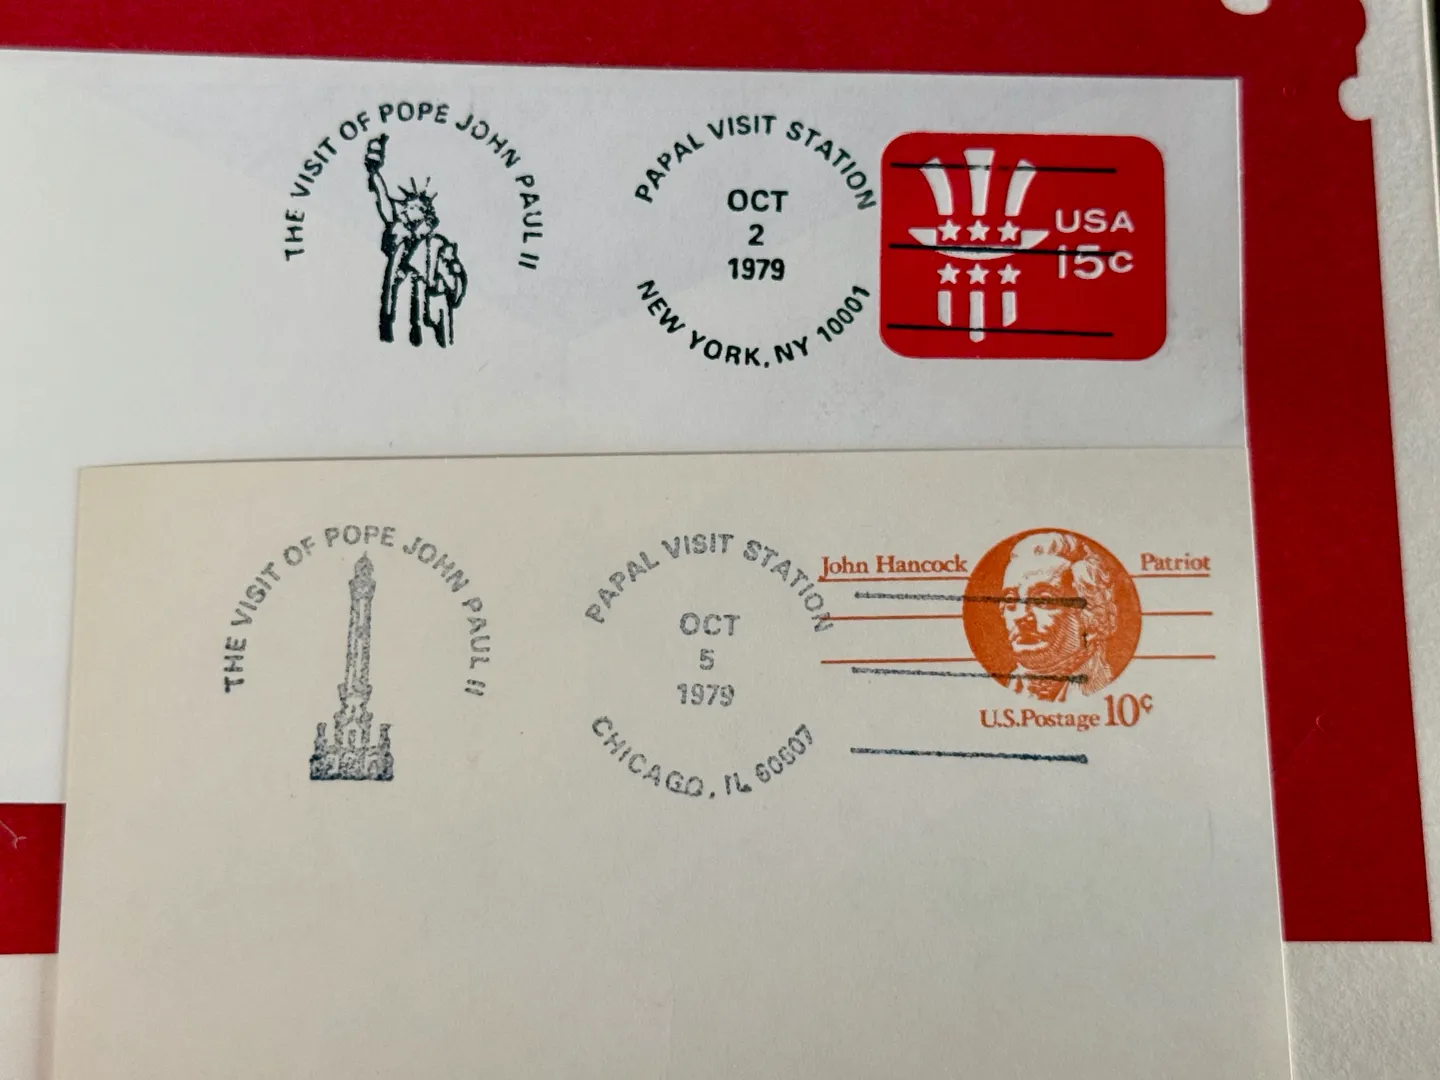 THE VISIT OF POPE JOHN PAUL II
PAPAL VISIT STATION
OCT
2
1979
NEW YORK, NY 10001
USA
15c
THE VISIT OF POPE JOHN PAUL II
PAPAL VISIT STATION
OCT
5
1979
CHICAGO, IL 60607
John Hancock
Patriot
U.S.Postage 10¢